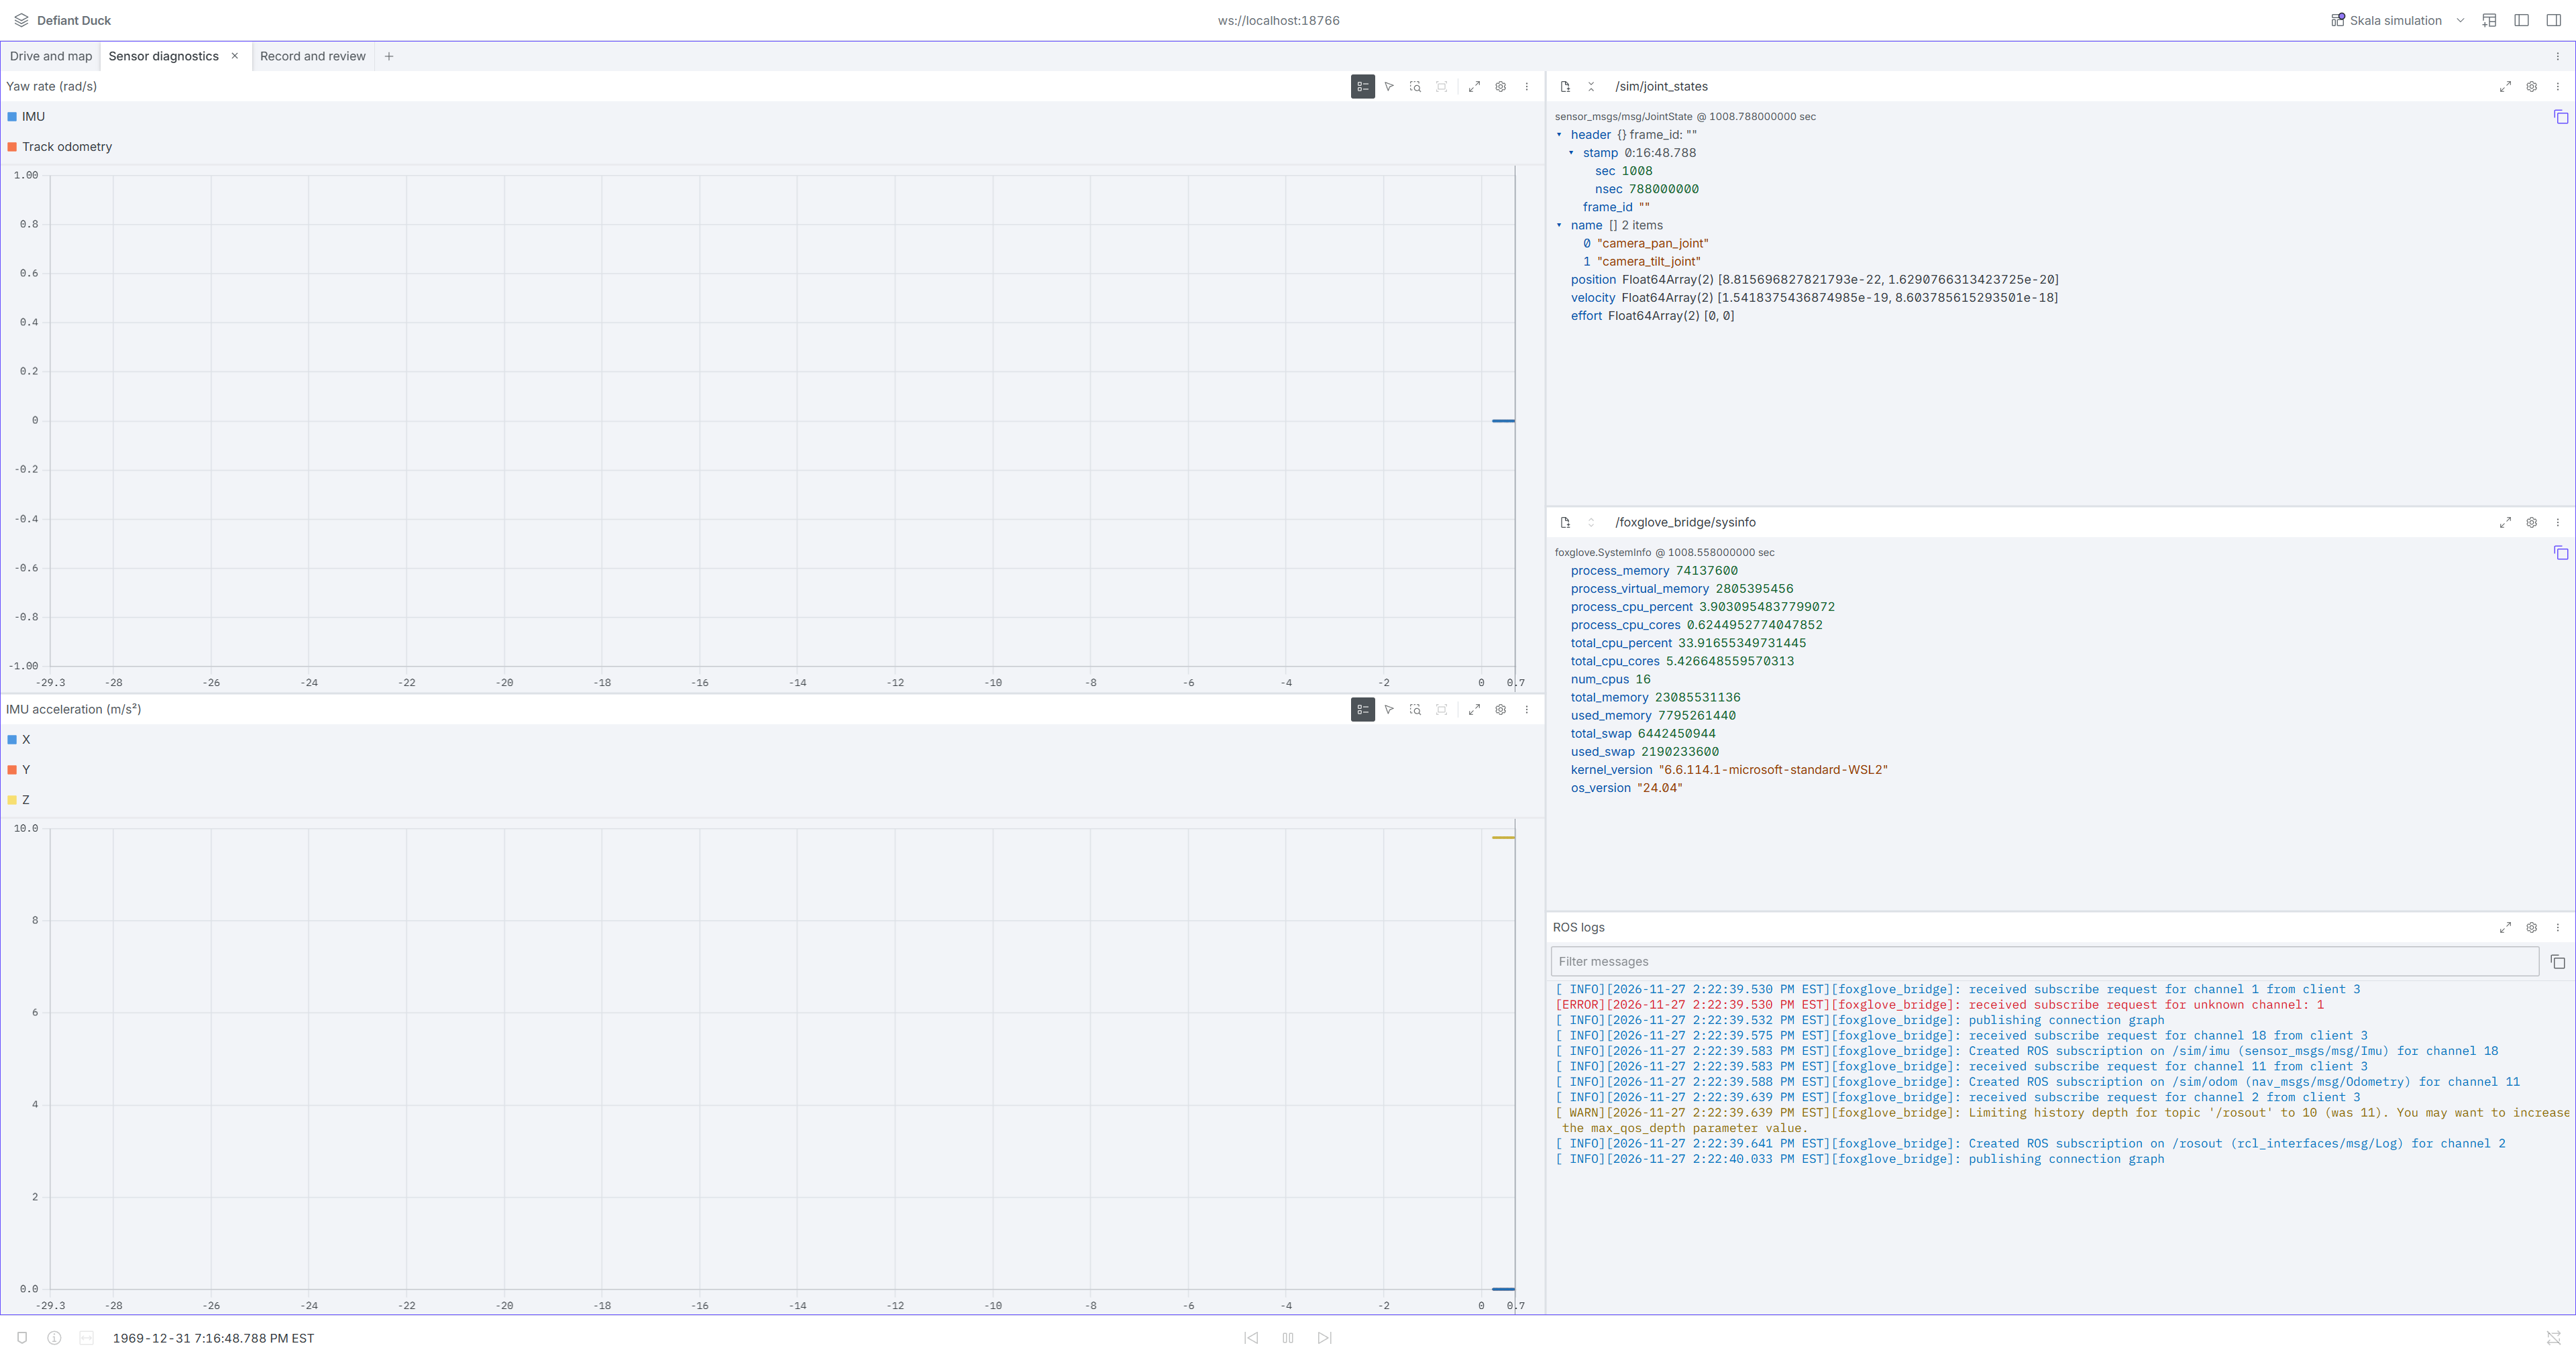 Defiant Duck
ws://localhost:18766
Skala simulation
Drive and map
Sensor diagnostics
Record and review
Yaw rate (rad/s)
IMU
Track odometry
1.00
0.8
0.6
0.4
0.2
0
-0.2
-0.4
-0.6
-0.8
-1.00
-29.3 -28 -26 -24 -22 -20 -18 -16 -14 -12 -10 -8 -6 -4 -2 0 0.7
IMU acceleration (m/s²)
X
Y
Z
10.0
8
6
4
2
0.0
-29.3 -28 -26 -24 -22 -20 -18 -16 -14 -12 -10 -8 -6 -4 -2 0 0.7
/sim/joint_states
sensor_msgs/msg/JointState @ 1008.788000000 sec
header {} frame_id: ""
stamp 0:16:48.788
sec 1008
nsec 788000000
frame_id ""
name [] 2 items
0 "camera_pan_joint"
1 "camera_tilt_joint"
position Float64Array(2) [8.815696827821793e-22, 1.6290766313423725e-20]
velocity Float64Array(2) [1.5418375436874985e-19, 8.603785615293501e-18]
effort Float64Array(2) [0, 0]
/foxglove_bridge/sysinfo
foxglove.SystemInfo @ 1008.558000000 sec
process_memory 74137600
process_virtual_memory 2805395456
process_cpu_percent 3.9030954837799072
process_cpu_cores 0.6244952774047852
total_cpu_percent 33.91655349731445
total_cpu_cores 5.426648559570313
num_cpus 16
total_memory 23085531136
used_memory 7795261440
total_swap 6442450944
used_swap 2190233600
kernel_version "6.6.114.1-microsoft-standard-WSL2"
os_version "24.04"
ROS logs
Filter messages
[ INFO][2026-11-27 2:22:39.530 PM EST][foxglove_bridge]: received subscribe request for channel 1 from client 3
[ERROR][2026-11-27 2:22:39.530 PM EST][foxglove_bridge]: received subscribe request for unknown channel: 1
[ INFO][2026-11-27 2:22:39.532 PM EST][foxglove_bridge]: publishing connection graph
[ INFO][2026-11-27 2:22:39.575 PM EST][foxglove_bridge]: received subscribe request for channel 18 from client 3
[ INFO][2026-11-27 2:22:39.583 PM EST][foxglove_bridge]: Created ROS subscription on /sim/imu (sensor_msgs/msg/Imu) for channel 18
[ INFO][2026-11-27 2:22:39.583 PM EST][foxglove_bridge]: received subscribe request for channel 11 from client 3
[ INFO][2026-11-27 2:22:39.588 PM EST][foxglove_bridge]: Created ROS subscription on /sim/odom (nav_msgs/msg/Odometry) for channel 11
[ INFO][2026-11-27 2:22:39.639 PM EST][foxglove_bridge]: received subscribe request for channel 2 from client 3
[ WARN][2026-11-27 2:22:39.639 PM EST][foxglove_bridge]: Limiting history depth for topic '/rosout' to 10 (was 11). You may want to increase
the max_qos_depth parameter value.
[ INFO][2026-11-27 2:22:39.641 PM EST][foxglove_bridge]: Created ROS subscription on /rosout (rcl_interfaces/msg/Log) for channel 2
[ INFO][2026-11-27 2:22:40.033 PM EST][foxglove_bridge]: publishing connection graph
1969-12-31 7:16:48.788 PM EST